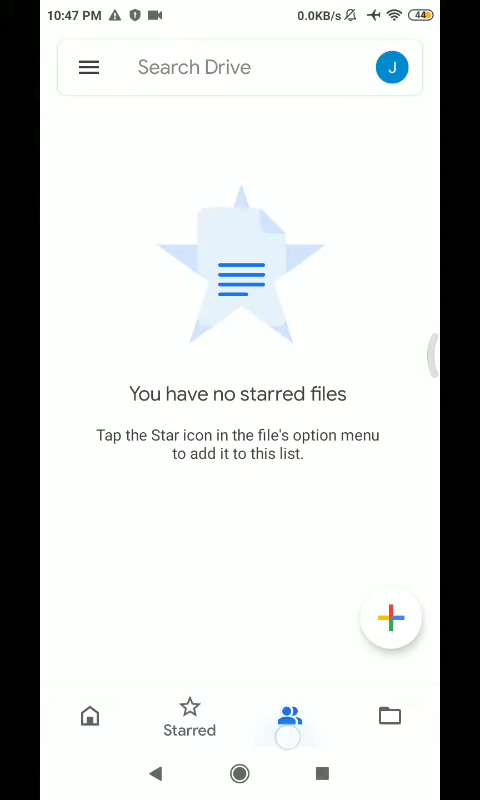 10:47 PM 0.0KB/s 44
Search Drive J
You have no starred files
Tap the Star icon in the file's option menu
to add it to this list.
Starred